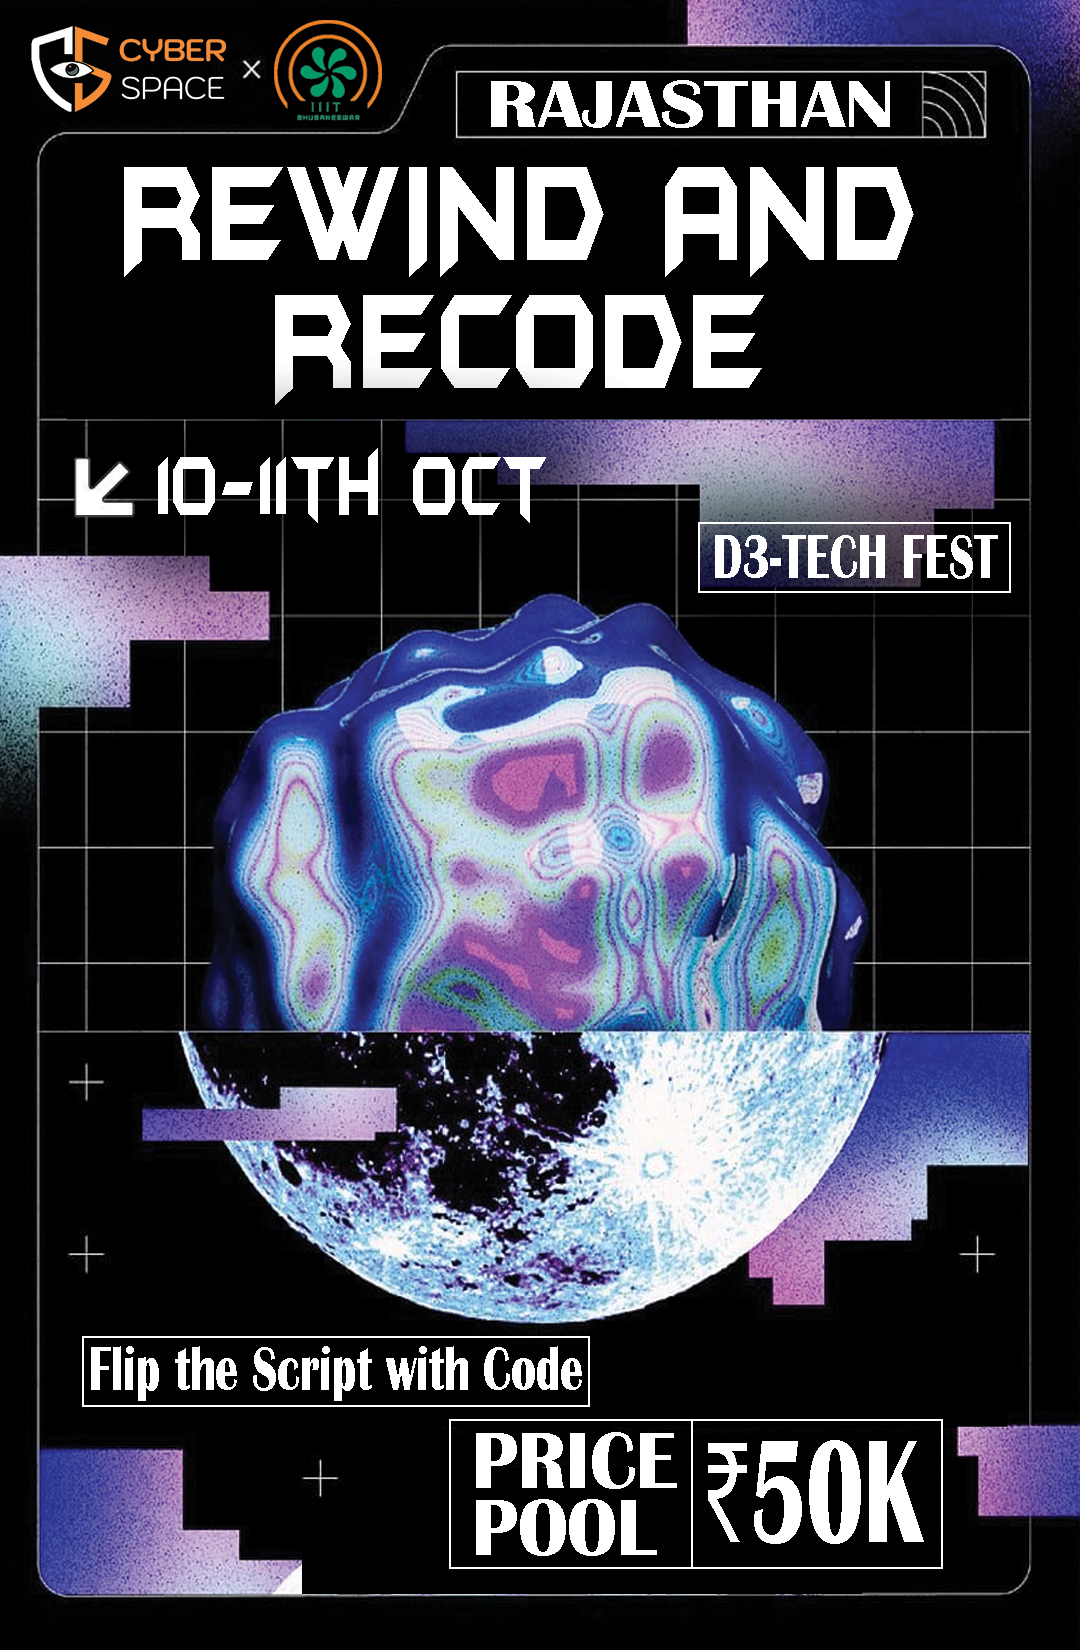 CYBER
SPACE
X
IIIT
BHUBANESWAR
RAJASTHAN
REWIND AND
RECODE
10-11TH OCT
D3-TECH FEST
Flip the Script with Code
PRICE
POOL
₹50K